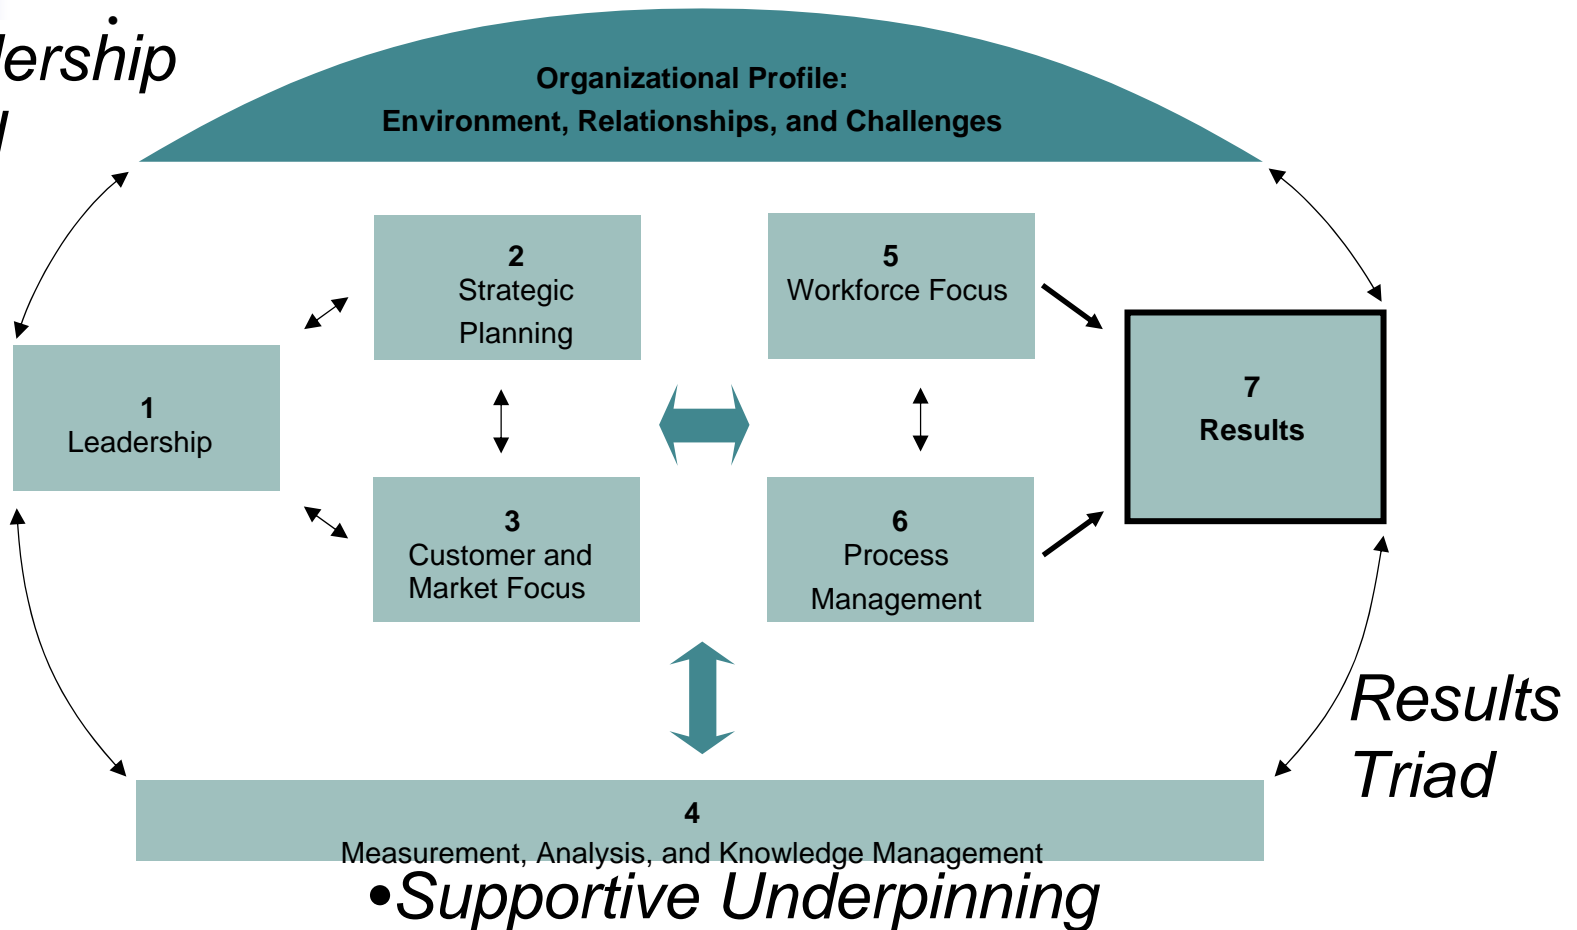 dership
Organizational Profile:
Environment, Relationships, and Challenges
2
Strategic
Planning
5
Workforce Focus
1
Leadership
7
Results
3
Customer and
Market Focus
6
Process
Management
Results
Triad
4
Measurement, Analysis, and Knowledge Management
•Supportive Underpinning